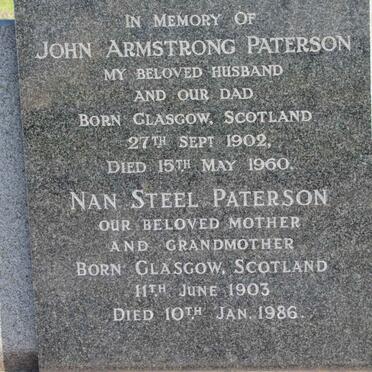 In Memory Of
John Armstrong Paterson
my beloved husband
and our dad
Born Glasgow, Scotland
27th Sept 1902,
Died 15th May 1960.
Nan Steel Paterson
our beloved mother
and grandmother
Born Glasgow, Scotland
11th June 1903
Died 10th Jan. 1986.